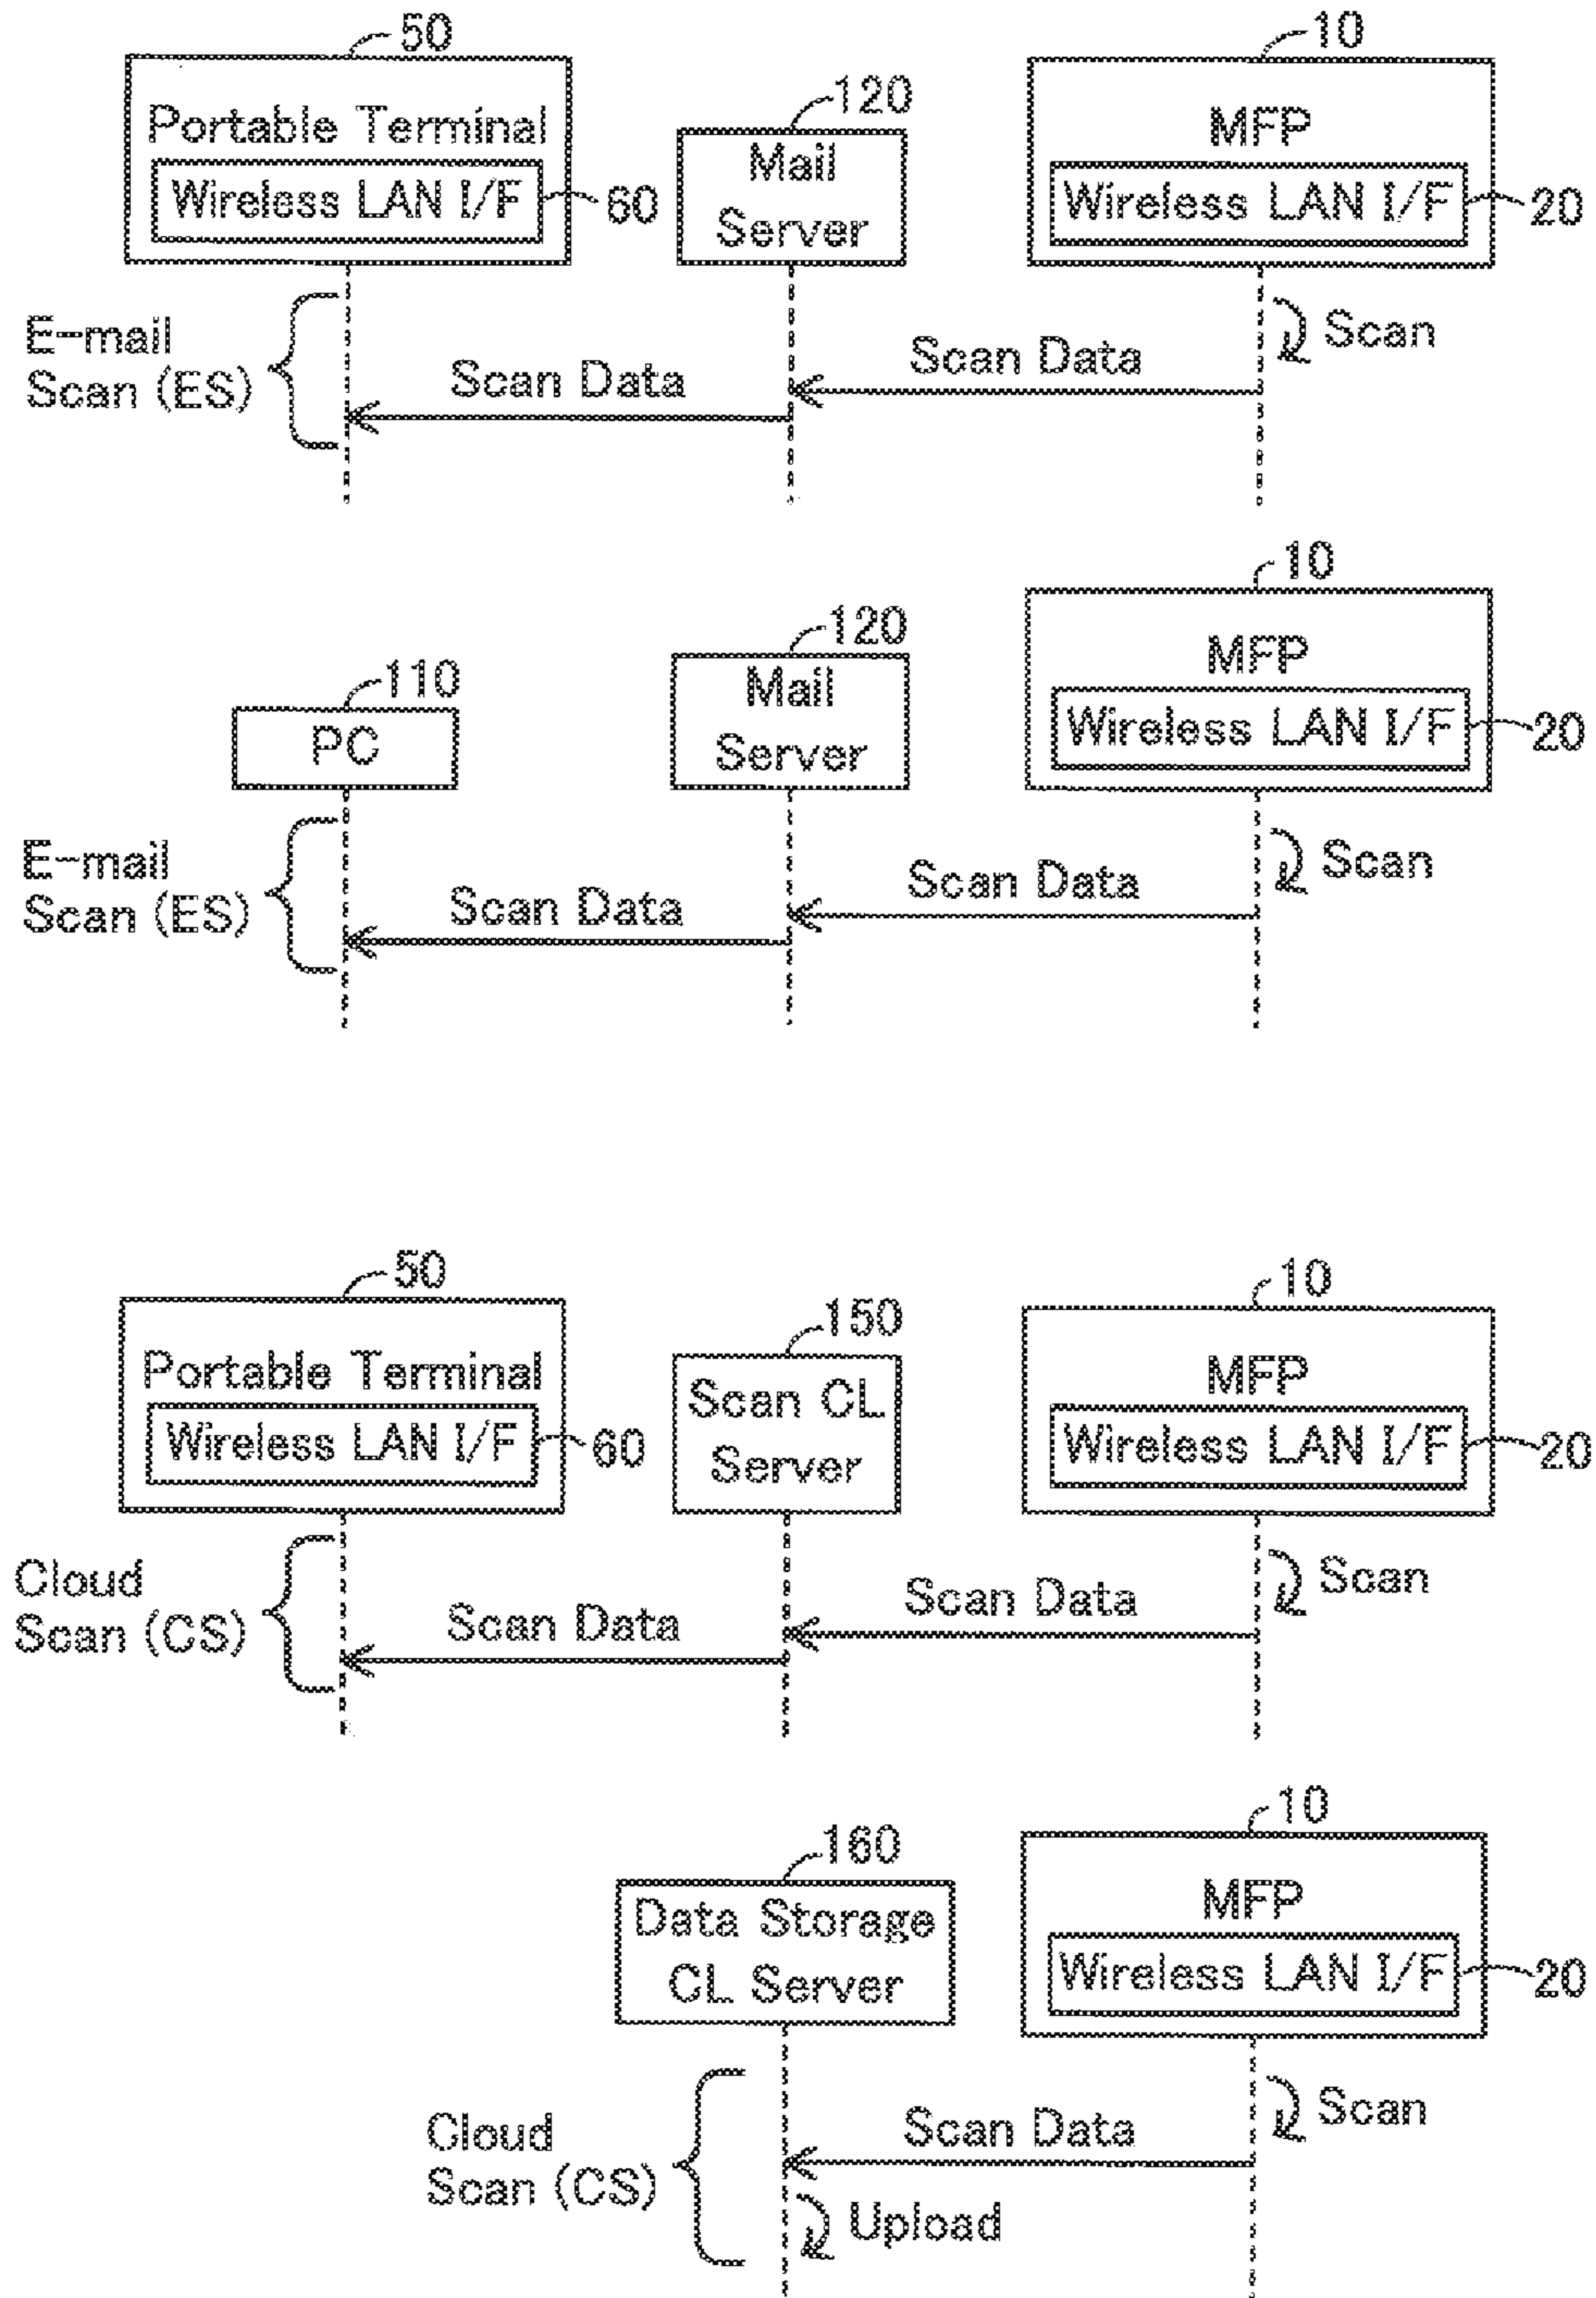 50
10
Portable Terminal
120
MFP
Wireless LAN I/F
60
Mail
Server
Wireless LAN I/F
20
E-mail
Scan (ES)
Scan Data
Scan Data
Scan
10
120
MFP
110
Mail
Server
Wireless LAN I/F
20
PC
E-mail
Scan (ES)
Scan Data
Scan Data
Scan
50
10
150
Portable Terminal
Scan CL
Server
MFP
Wireless LAN I/F
60
Wireless LAN I/F
20
Cloud
Scan (CS)
Scan Data
Scan Data
Scan
10
160
Data Storage
CL Server
MFP
Wireless LAN I/F
20
Cloud
Scan (CS)
Scan Data
Scan
Upload